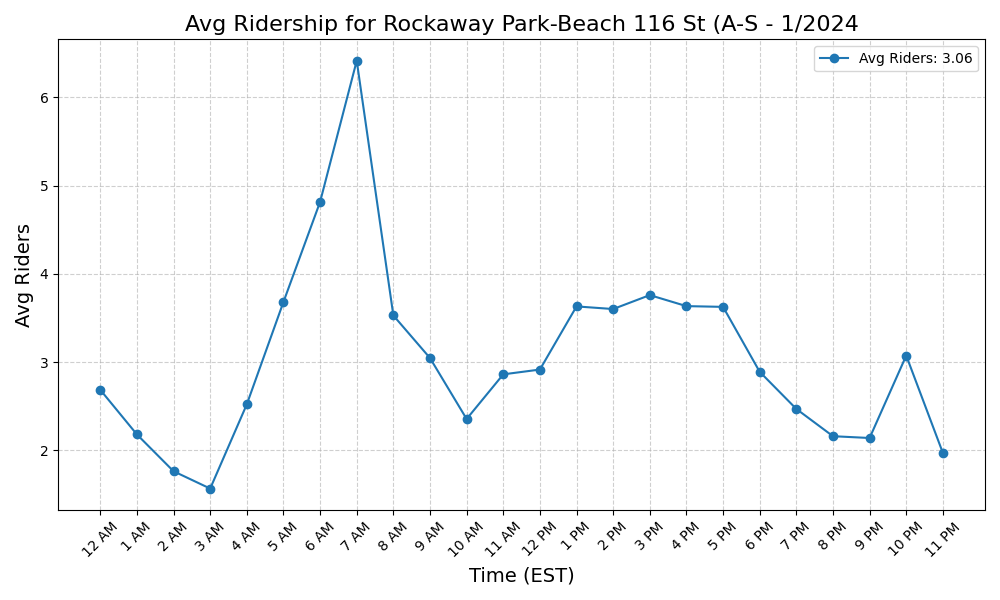 Avg Ridership for Rockaway Park-Beach 116 St (A-S - 1/2024
Avg Riders: 3.06
Avg Riders
6
5
4
3
2
12 AM
1 AM
2 AM
3 AM
4 AM
5 AM
6 AM
7 AM
8 AM
9 AM
10 AM
11 AM
12 PM
1 PM
2 PM
3 PM
4 PM
5 PM
6 PM
7 PM
8 PM
9 PM
10 PM
11 PM
Time (EST)